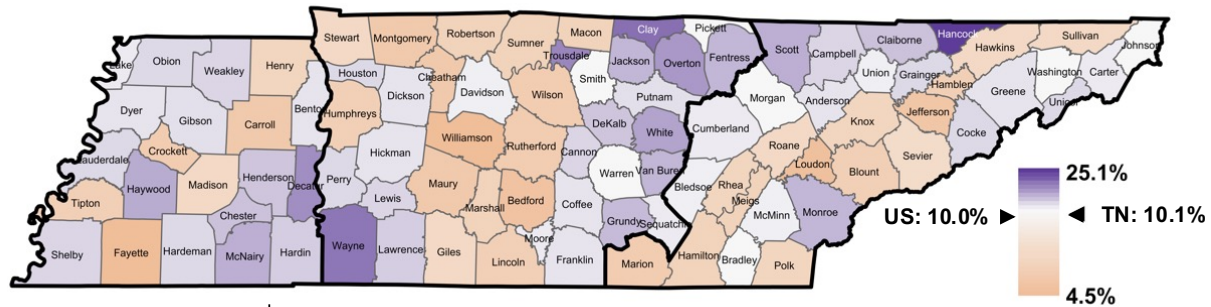 Stewart
Montgomery
Robertson
Sumner
Macon
Clay
Pickett
Trousdale
Jackson
Overton
Fentress
Scott
Campbell
Claiborne
Hancock
Hawkins
Sullivan
Johnson
Lake
Obion
Weakley
Henry
Houston
Cheatham
Smith
Putnam
Morgan
Anderson
Union
Grainger
Hamblen
Washington
Carter
Dyer
Gibson
Carroll
Benton
Humphreys
Dickson
Davidson
Wilson
DeKalb
White
Cumberland
Knox
Jefferson
Greene
Cocke
Lauderdale
Crockett
Haywood
Madison
Henderson
Decatur
Perry
Hickman
Williamson
Rutherford
Cannon
Warren
Van Buren
Bledsoe
Roane
Rhea
Loudon
Blount
Sevier
Tipton
Chester
Lewis
Maury
Marshall
Bedford
Coffee
Grundy
Sequatchie
Meigs
McMinn
Monroe
Shelby
Fayette
Hardeman
McNairy
Hardin
Wayne
Lawrence
Giles
Lincoln
Moore
Franklin
Marion
Hamilton
Bradley
Polk
25.1%
US: 10.0% ► ◄ TN: 10.1%
4.5%